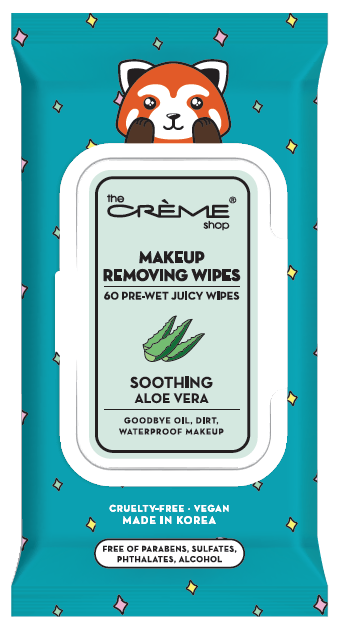 the
CRÈME®
shop
MAKEUP
REMOVING WIPES
60 PRE-WET JUICY WIPES
SOOTHING
ALOE VERA
GOODBYE OIL, DIRT,
WATERPROOF MAKEUP
CRUELTY-FREE · VEGAN
MADE IN KOREA
FREE OF PARABENS, SULFATES,
PHTHALATES, ALCOHOL